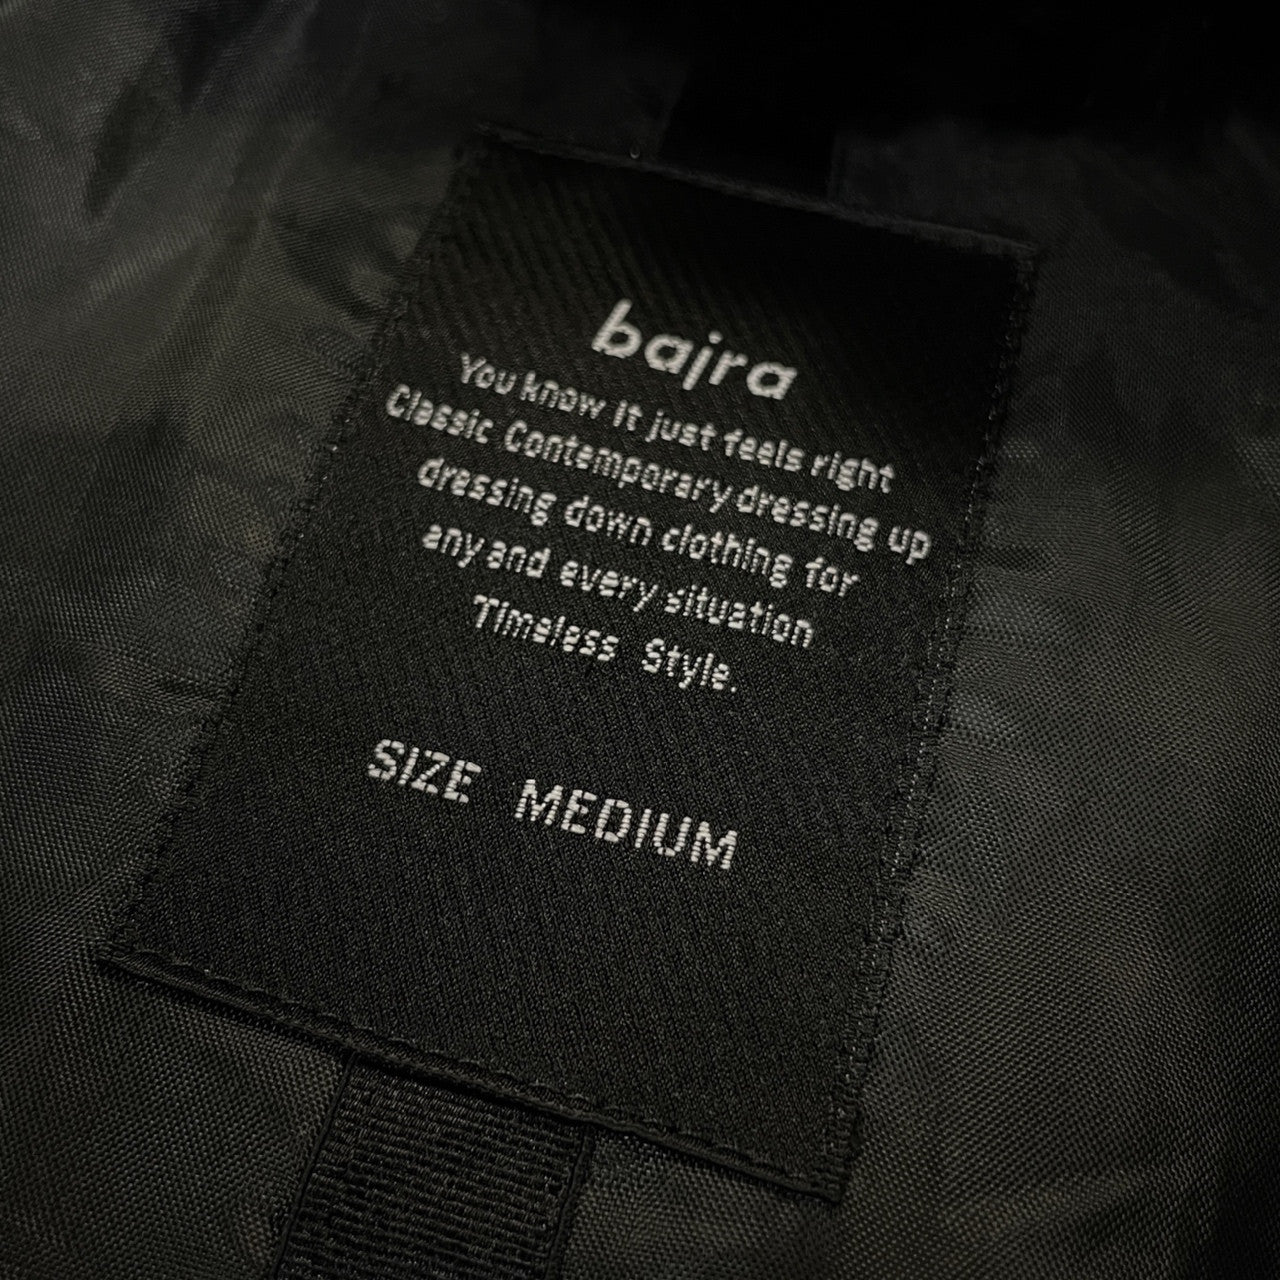 bajra
You know it just feels right
Classic Contemporary dressing up
dressing down clothing for
any and every situation
Timeless Style.
SIZE MEDIUM